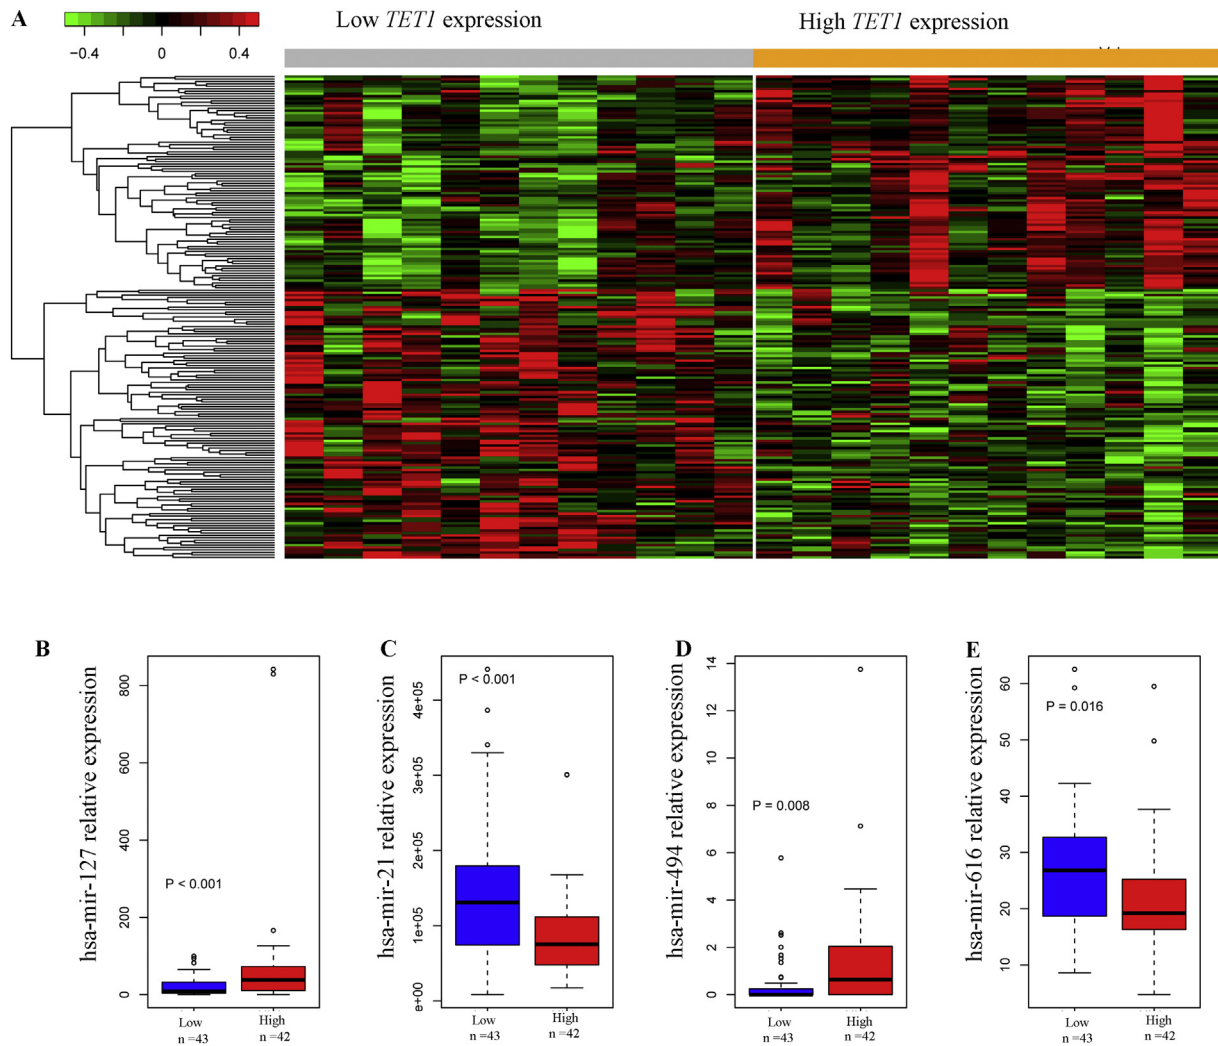 A
Low TET1 expression
High TET1 expression
−0.4 0 0.4
B
hsa-mir-127 relative expression
0 200 400 600 800
P < 0.001
Low
n =43
High
n =42
C
hsa-mir-21 relative expression
e+00 1e+05 2e+05 3e+05 4e+05
P < 0.001
Low
n =43
High
n =42
D
hsa-mir-494 relative expression
0 2 4 6 8 10 12 14
P = 0.008
Low
n =43
High
n =42
E
hsa-mir-616 relative expression
10 20 30 40 50 60
P = 0.016
Low
n =43
High
n =42